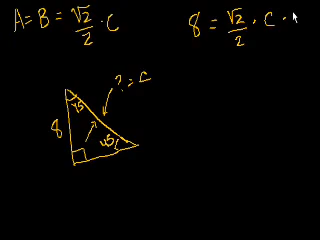 A = B = √2/2 · C
8 = √2/2 · C ·
? = C
45
8
45